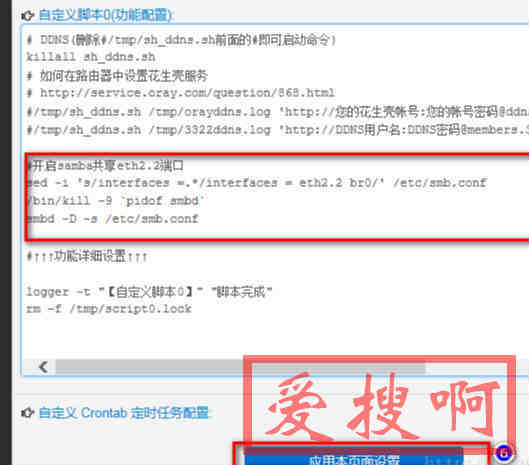 自定义脚本0(功能配置):
# DDNS(删除#/tmp/sh_ddns.sh前面的#即可启动命令)
killall sh_ddns.sh
# 如何在路由器中设置花生壳服务
# http://service.oray.com/question/868.html
#/tmp/sh_ddns.sh /tmp/orayddns.log "http://您的花生壳帐号:您的帐号密码@ddn
#/tmp/sh_ddns.sh /tmp/3322ddns.log "http://DDNS用户名:DDNS密码@members.3
#开启samba共享eth2.2端口
sed -i 's/interfaces =.*/interfaces = eth2.2 br0/' /etc/smb.conf
/bin/kill -9 `pidof smbd`
smbd -D -s /etc/smb.conf
#↑↑↑功能详细设置↑↑↑
logger -t "【自定义脚本0】" "脚本完成"
rm -f /tmp/script0.lock
爱搜啊
自定义 Crontab 定时任务配置:
应用本页面设置
6